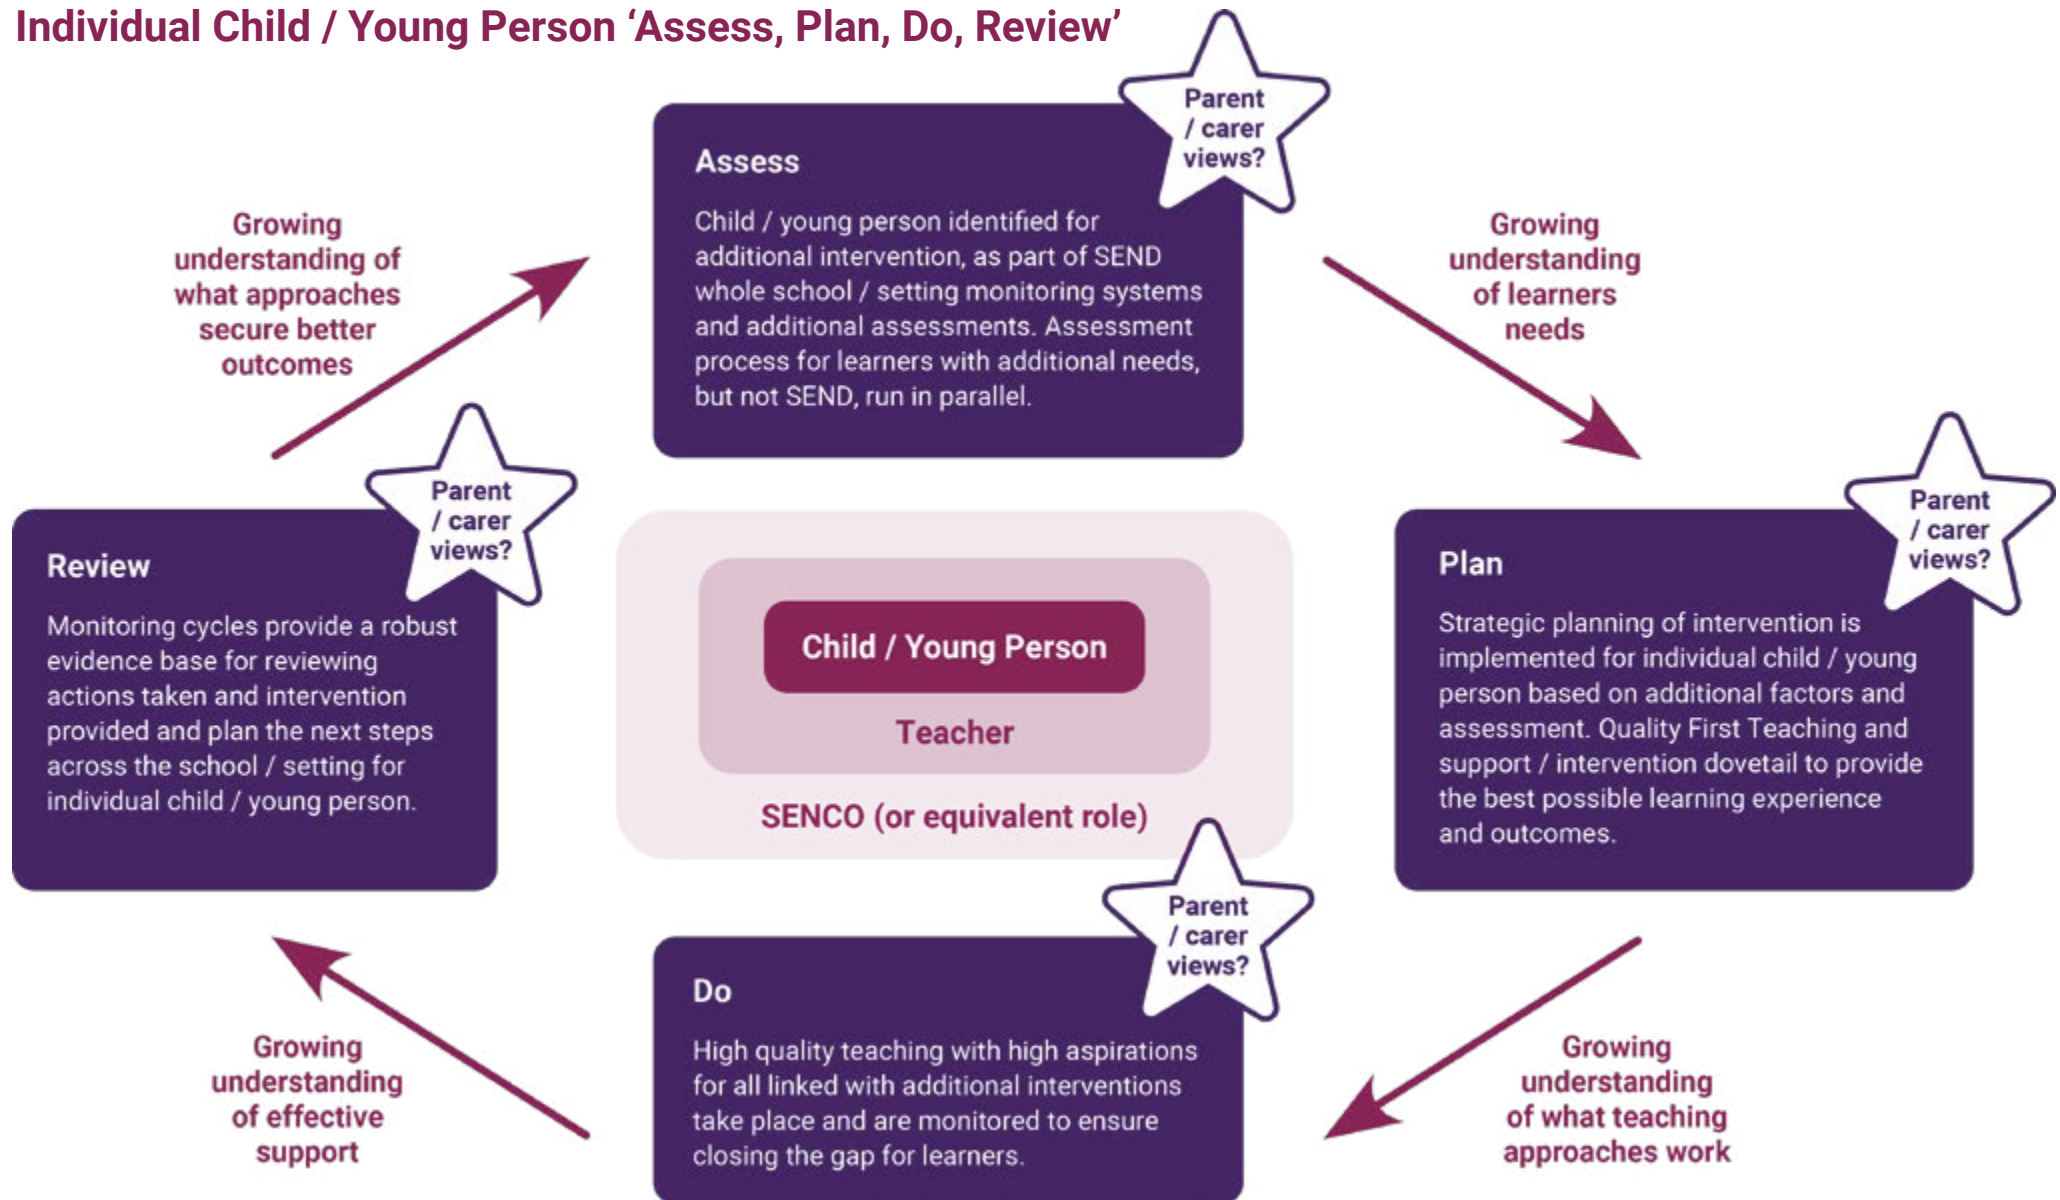 Individual Child / Young Person ‘Assess, Plan, Do, Review’
Parent
/ carer
views?
Assess
Child / young person identified for
additional intervention, as part of SEND
whole school / setting monitoring systems
and additional assessments. Assessment
process for learners with additional needs,
but not SEND, run in parallel.
Growing
understanding
of learners
needs
Parent
/ carer
views?
Plan
Strategic planning of intervention is
implemented for individual child / young
person based on additional factors and
assessment. Quality First Teaching and
support / intervention dovetail to provide
the best possible learning experience
and outcomes.
Growing
understanding
of what teaching
approaches work
Parent
/ carer
views?
Do
High quality teaching with high aspirations
for all linked with additional interventions
take place and are monitored to ensure
closing the gap for learners.
Growing
understanding
of effective
support
Parent
/ carer
views?
Review
Monitoring cycles provide a robust
evidence base for reviewing
actions taken and intervention
provided and plan the next steps
across the school / setting for
individual child / young person.
Growing
understanding of
what approaches
secure better
outcomes
Child / Young Person
Teacher
SENCO (or equivalent role)